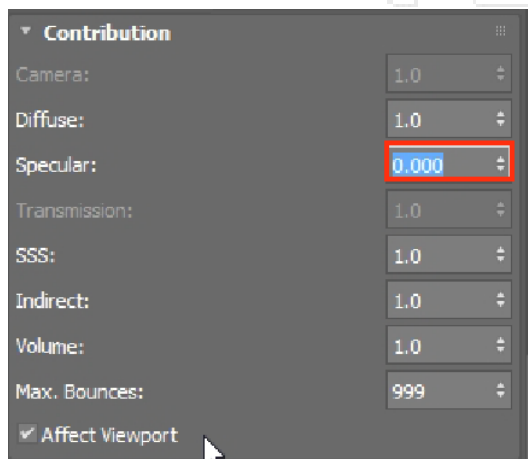 Contribution
Camera: 1.0
Diffuse: 1.0
Specular: 0.000
Transmission: 1.0
SSS: 1.0
Indirect: 1.0
Volume: 1.0
Max. Bounces: 999
Affect Viewport